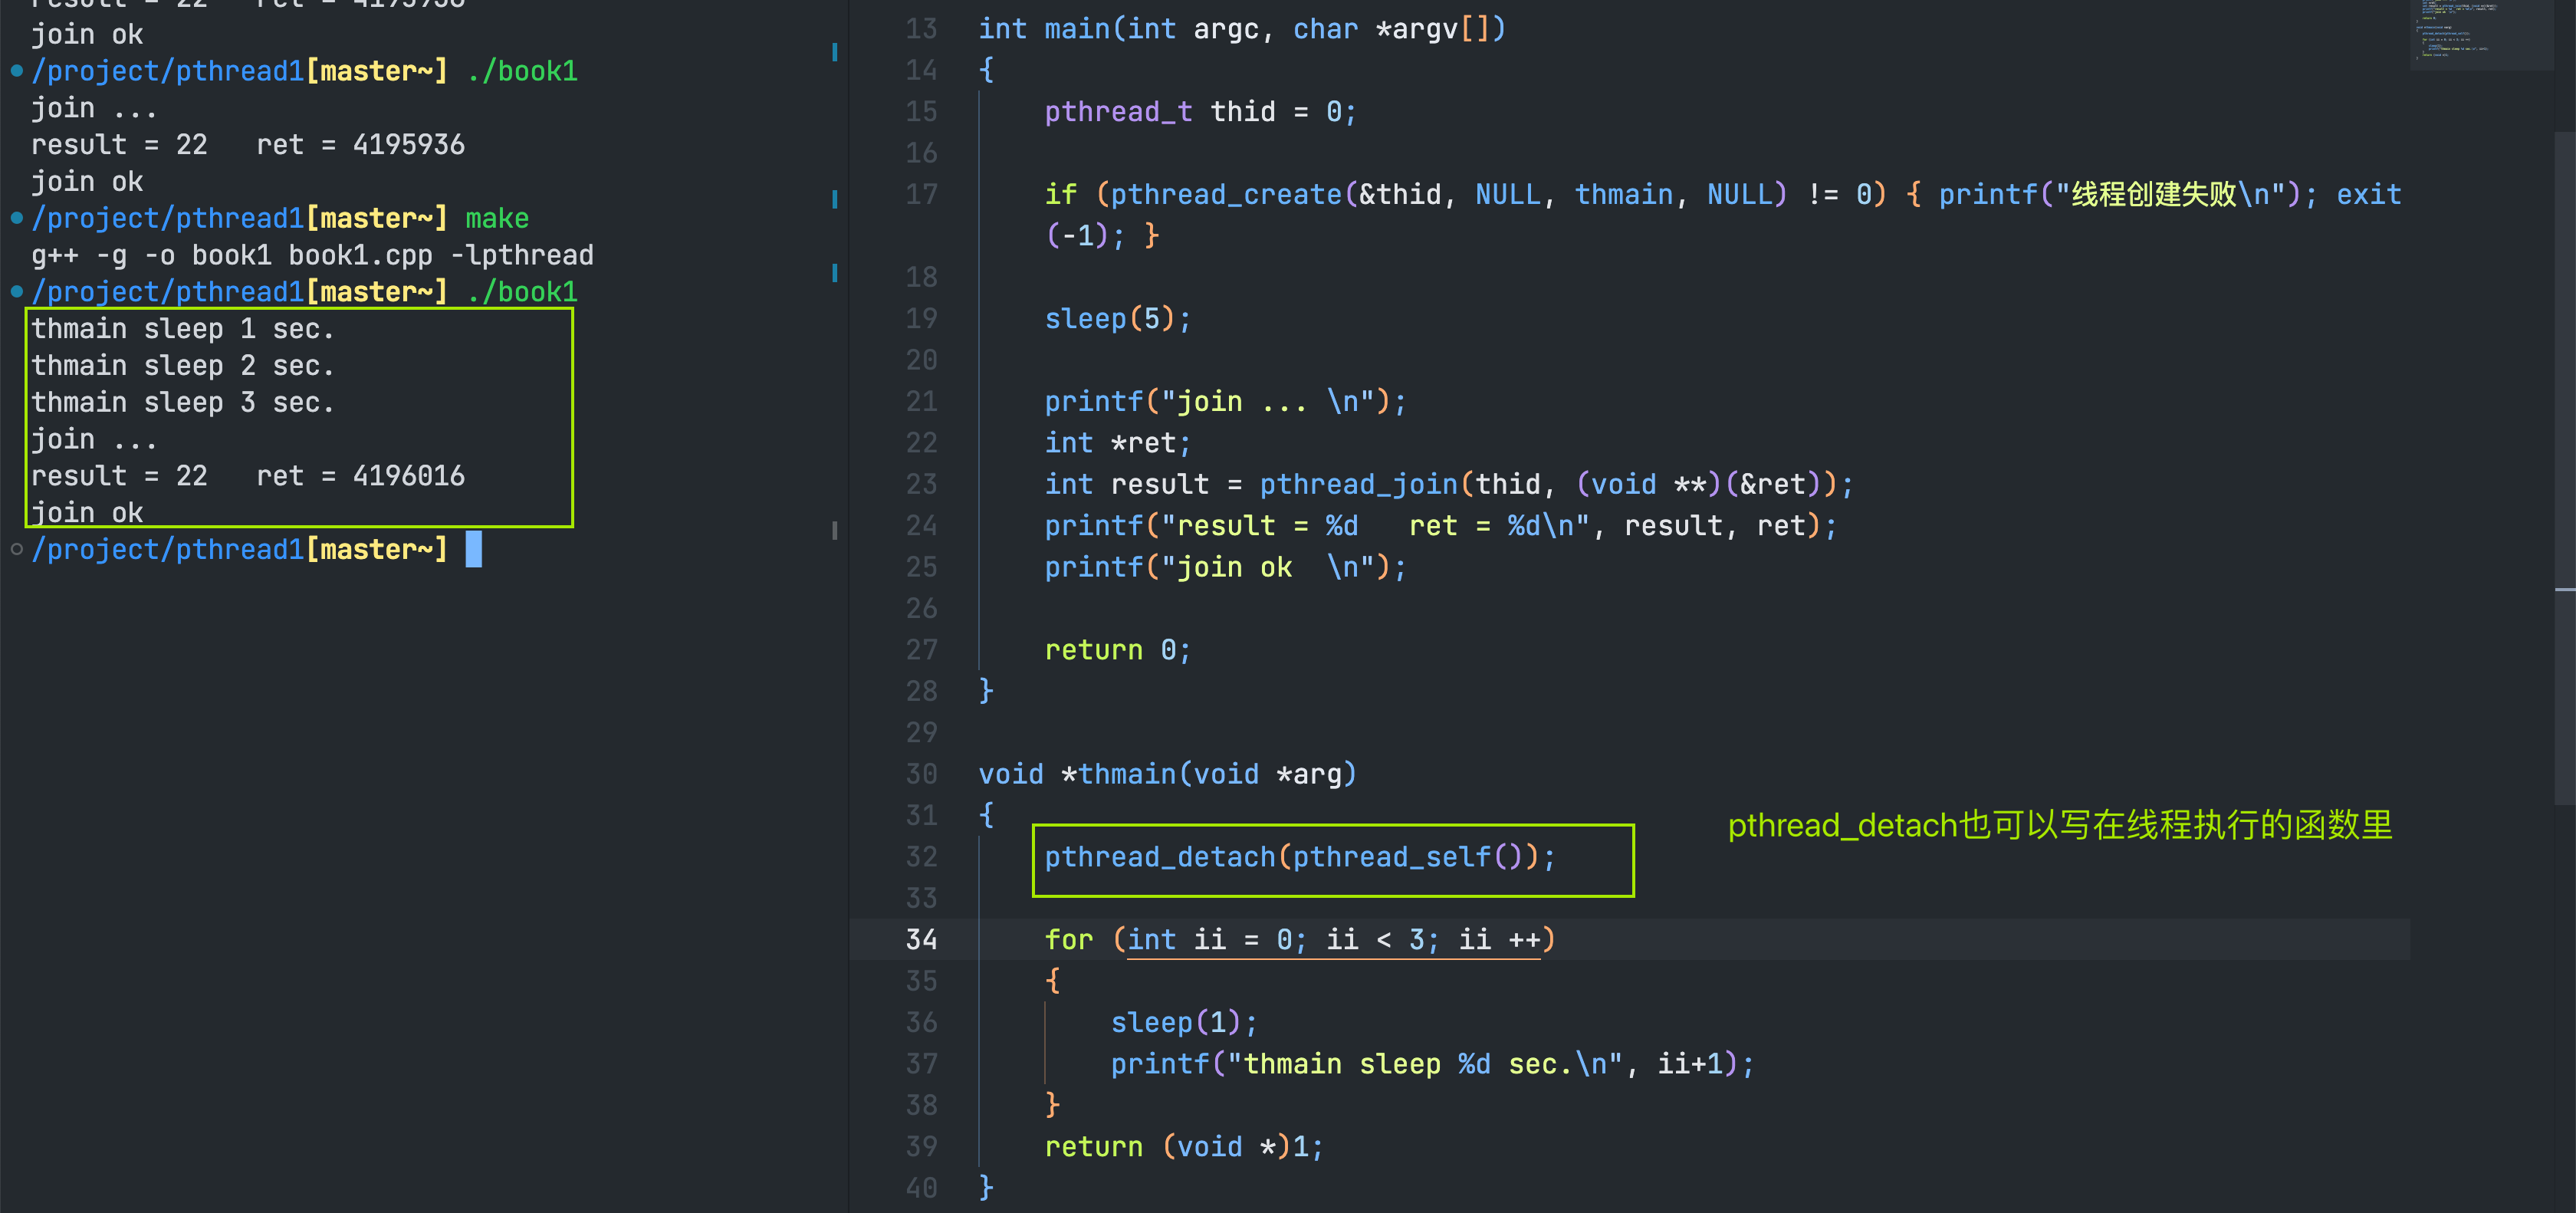 result = 22   ret = 4195936
join ok
/project/pthread1[master~] ./book1
join ...
result = 22   ret = 4195936
join ok
/project/pthread1[master~] make
g++ -g -o book1 book1.cpp -lpthread
/project/pthread1[master~] ./book1
thmain sleep 1 sec.
thmain sleep 2 sec.
thmain sleep 3 sec.
join ...
result = 22   ret = 4196016
join ok
/project/pthread1[master~]
13 int main(int argc, char *argv[])
14 {
15     pthread_t thid = 0;
16
17     if (pthread_create(&thid, NULL, thmain, NULL) != 0) { printf("线程创建失败\n"); exit
(-1); }
18
19     sleep(5);
20
21     printf("join ... \n");
22     int *ret;
23     int result = pthread_join(thid, (void **)(&ret));
24     printf("result = %d   ret = %d\n", result, ret);
25     printf("join ok  \n");
26
27     return 0;
28 }
29
30 void *thmain(void *arg)
31 {
pthread_detach也可以写在线程执行的函数里
32     pthread_detach(pthread_self());
33
34     for (int ii = 0; ii < 3; ii ++)
35     {
36         sleep(1);
37         printf("thmain sleep %d sec.\n", ii+1);
38     }
39     return (void *)1;
40 }